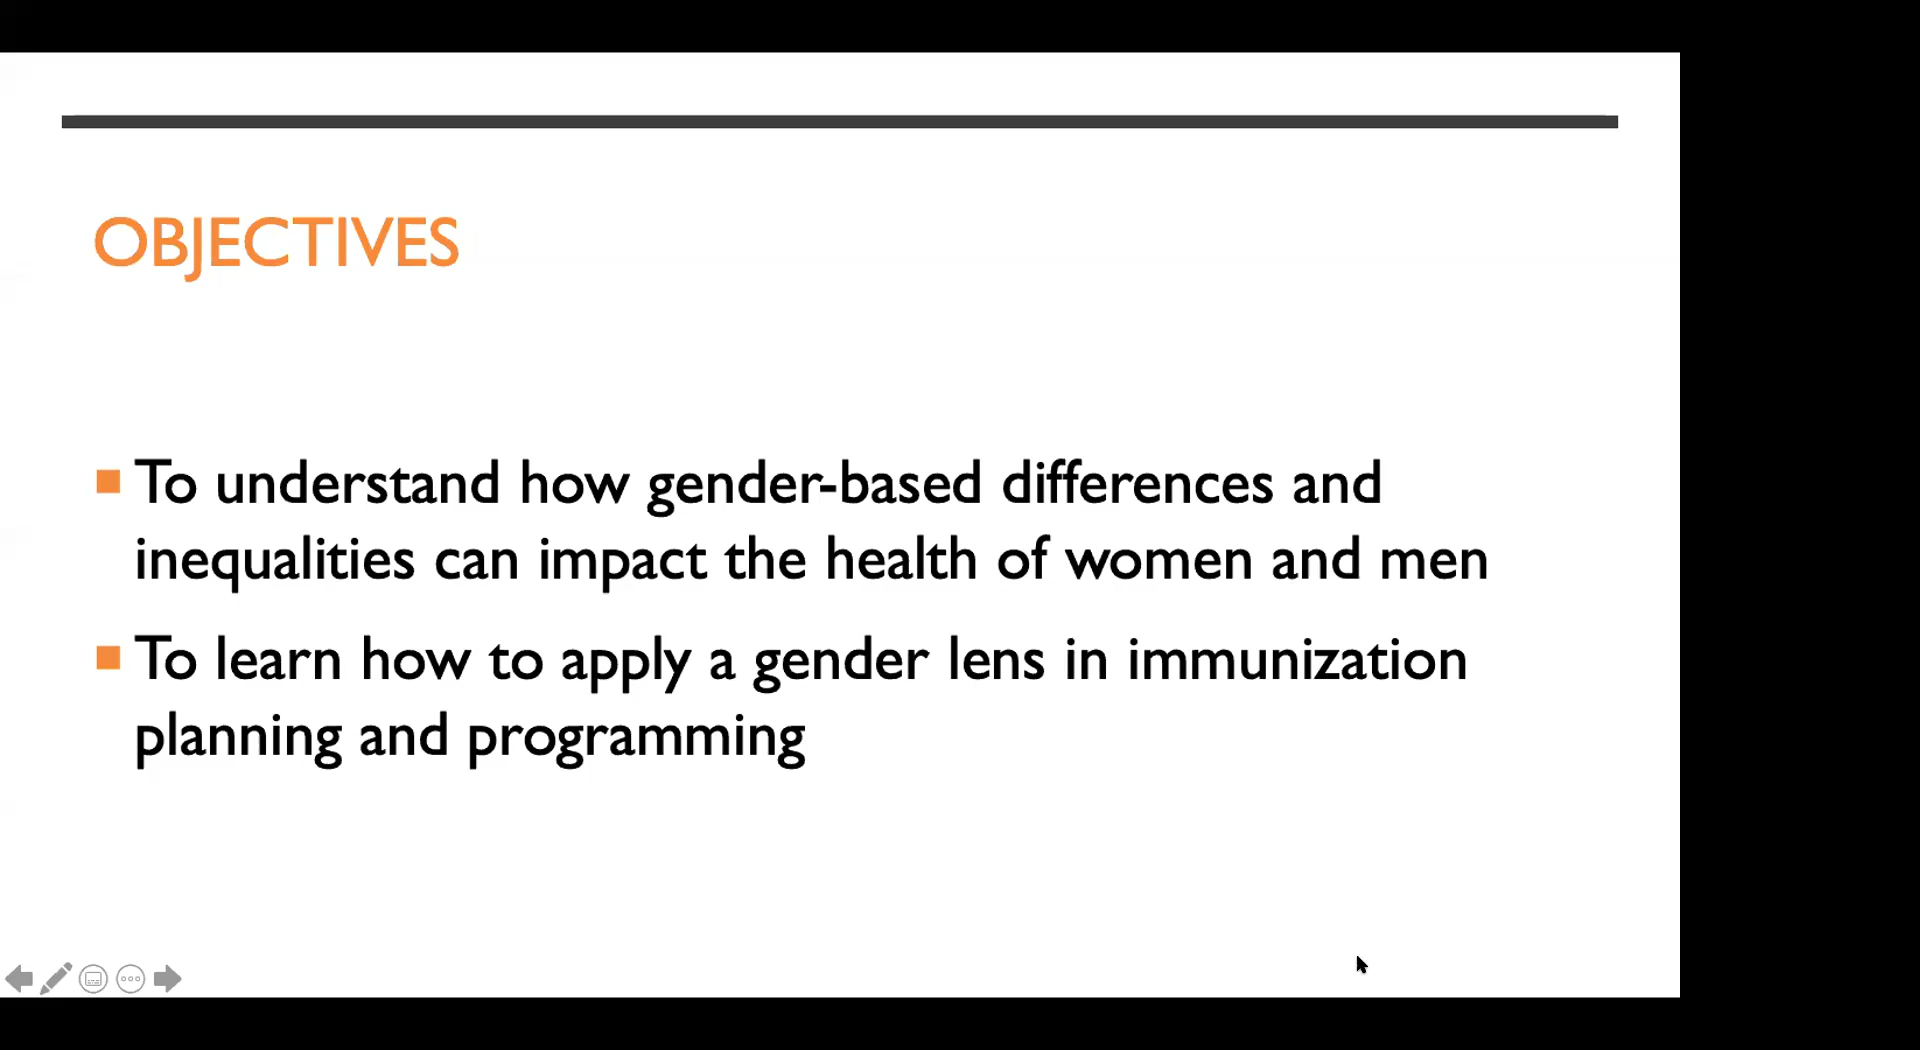 OBJECTIVES
To understand how gender-based differences and
inequalities can impact the health of women and men
To learn how to apply a gender lens in immunization
planning and programming